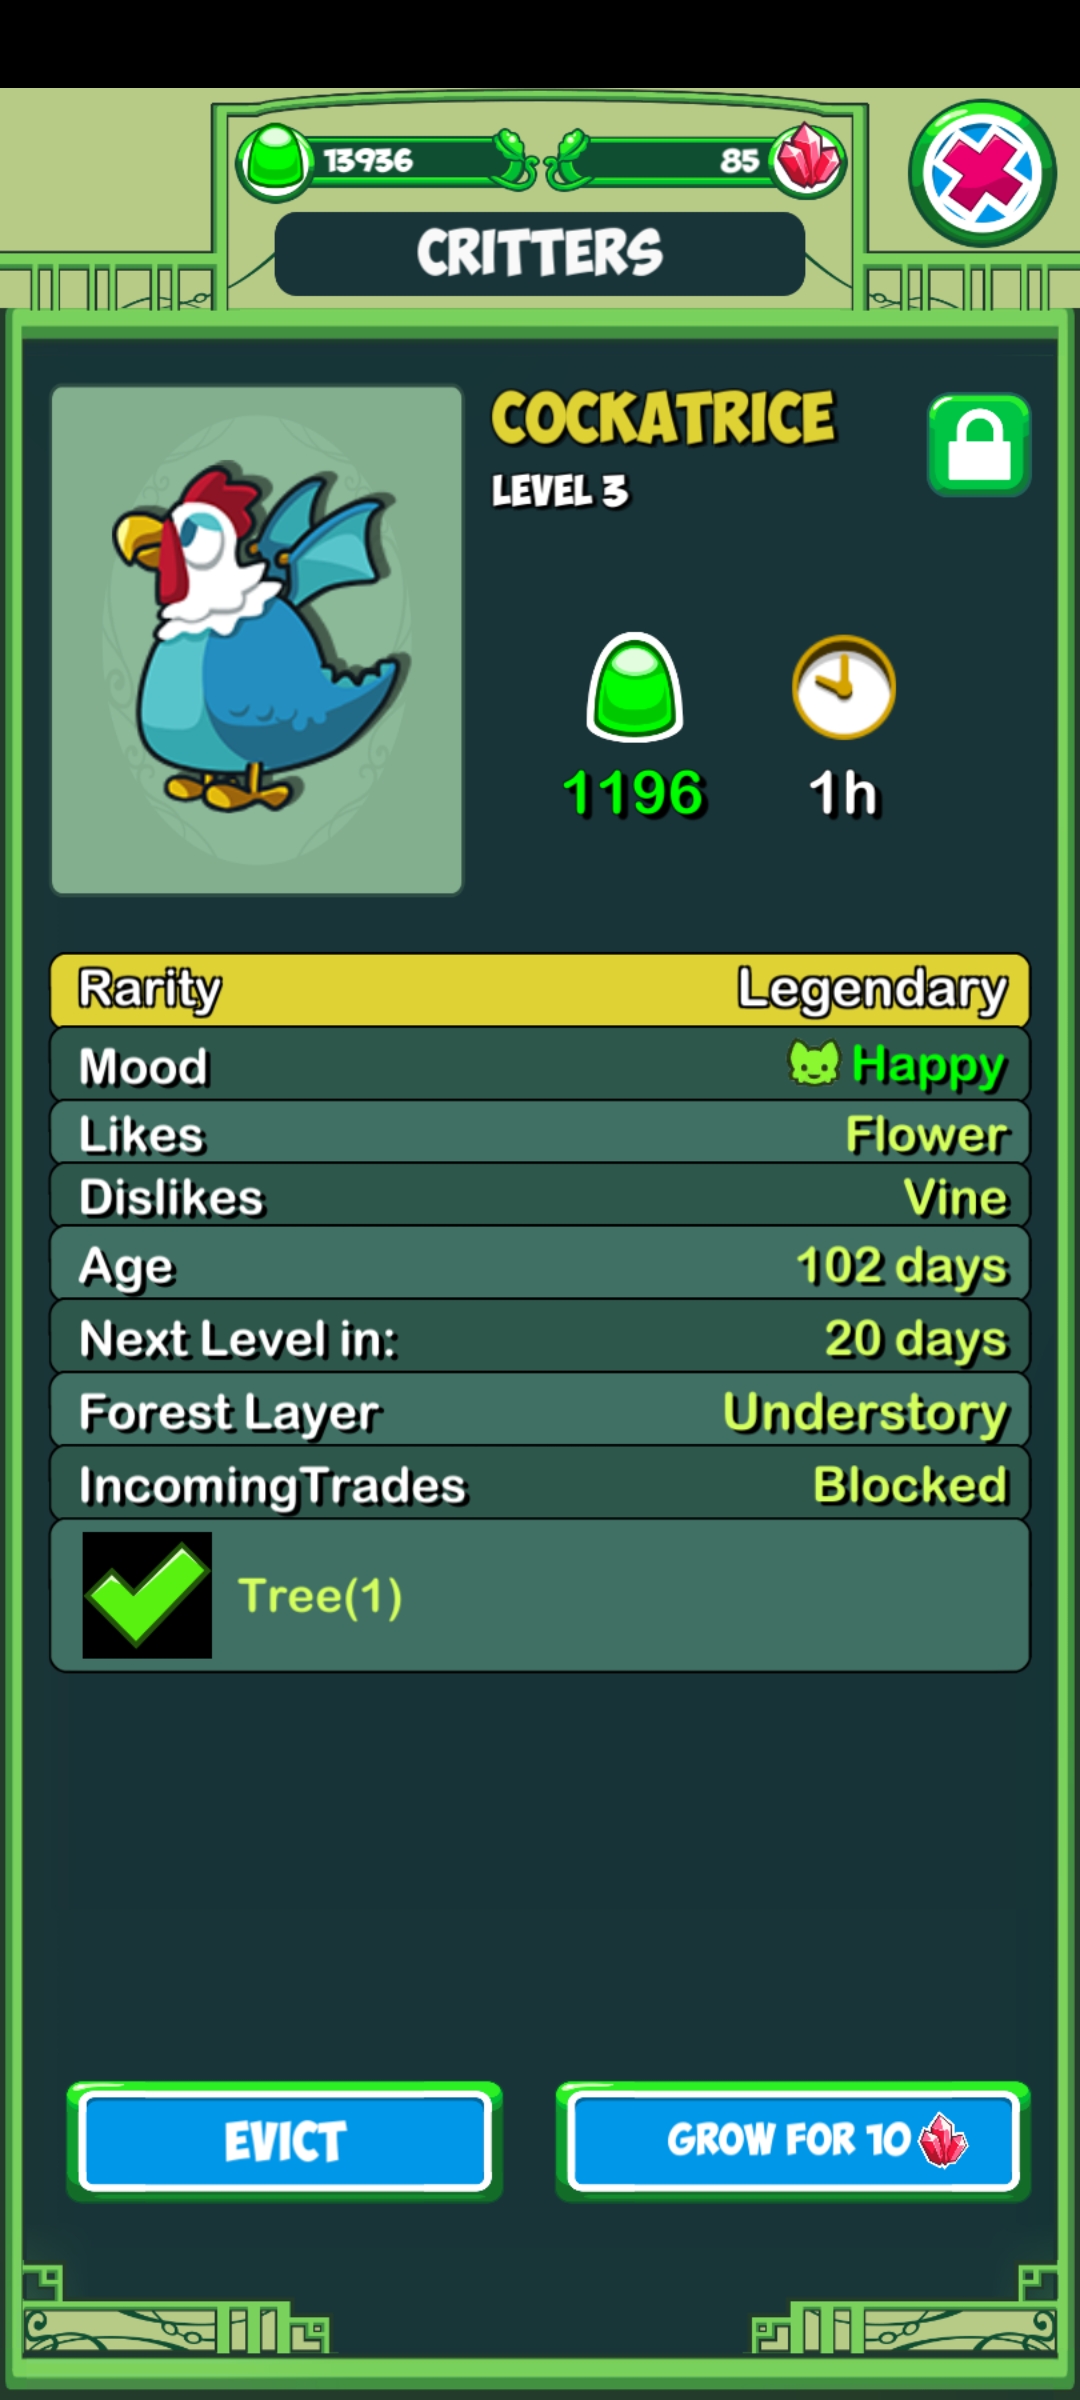 13936
85
CRITTERS
COCKATRICE
LEVEL 3
1196
1h
Rarity Legendary
Mood Happy
Likes Flower
Dislikes Vine
Age 102 days
Next Level in: 20 days
Forest Layer Understory
IncomingTrades Blocked
Tree(1)
EVICT
GROW FOR 10